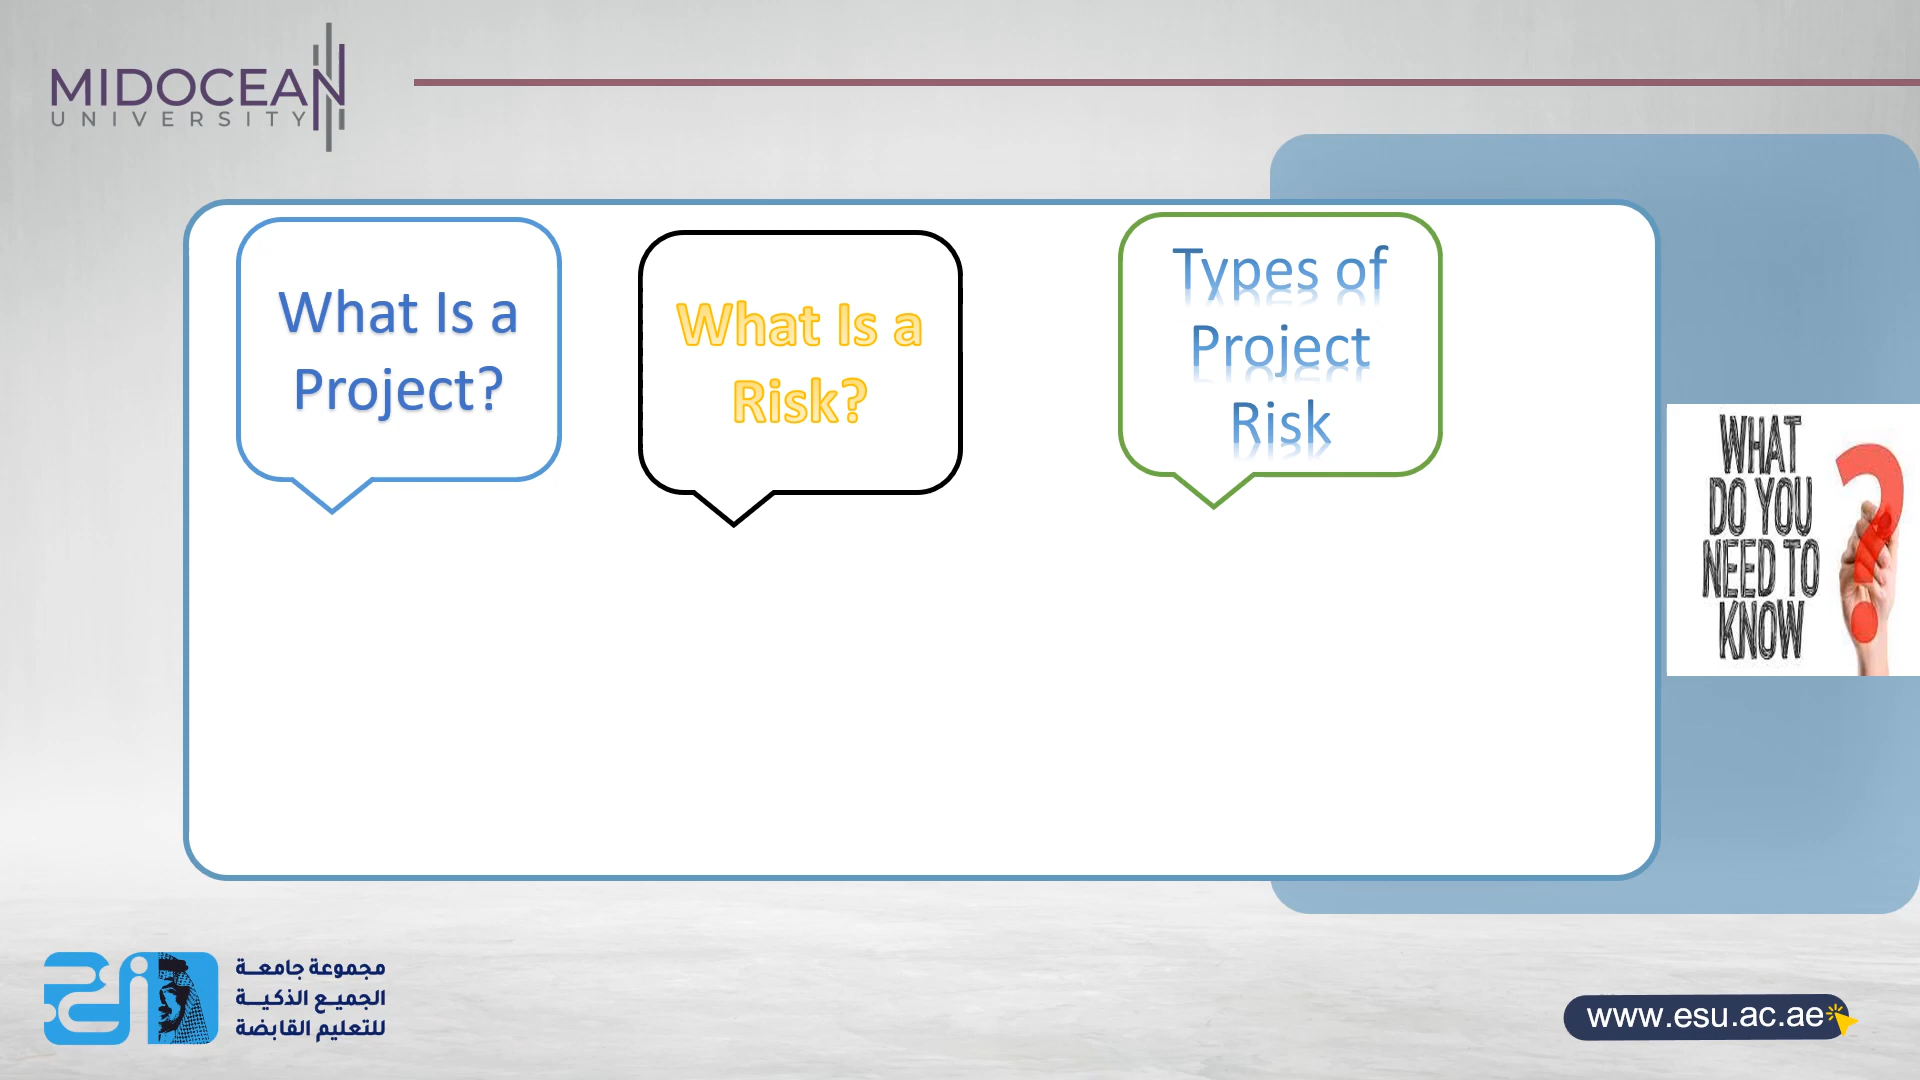 MIDOCEAN
UNIVERSITY
What Is a
Project?
What Is a
Risk?
Types of
Project
Risk
WHAT
DO YOU
NEED TO
KNOW
?
مجموعة جامعة
الجميع الذكية
للتعليم القابضة
www.esu.ac.ae